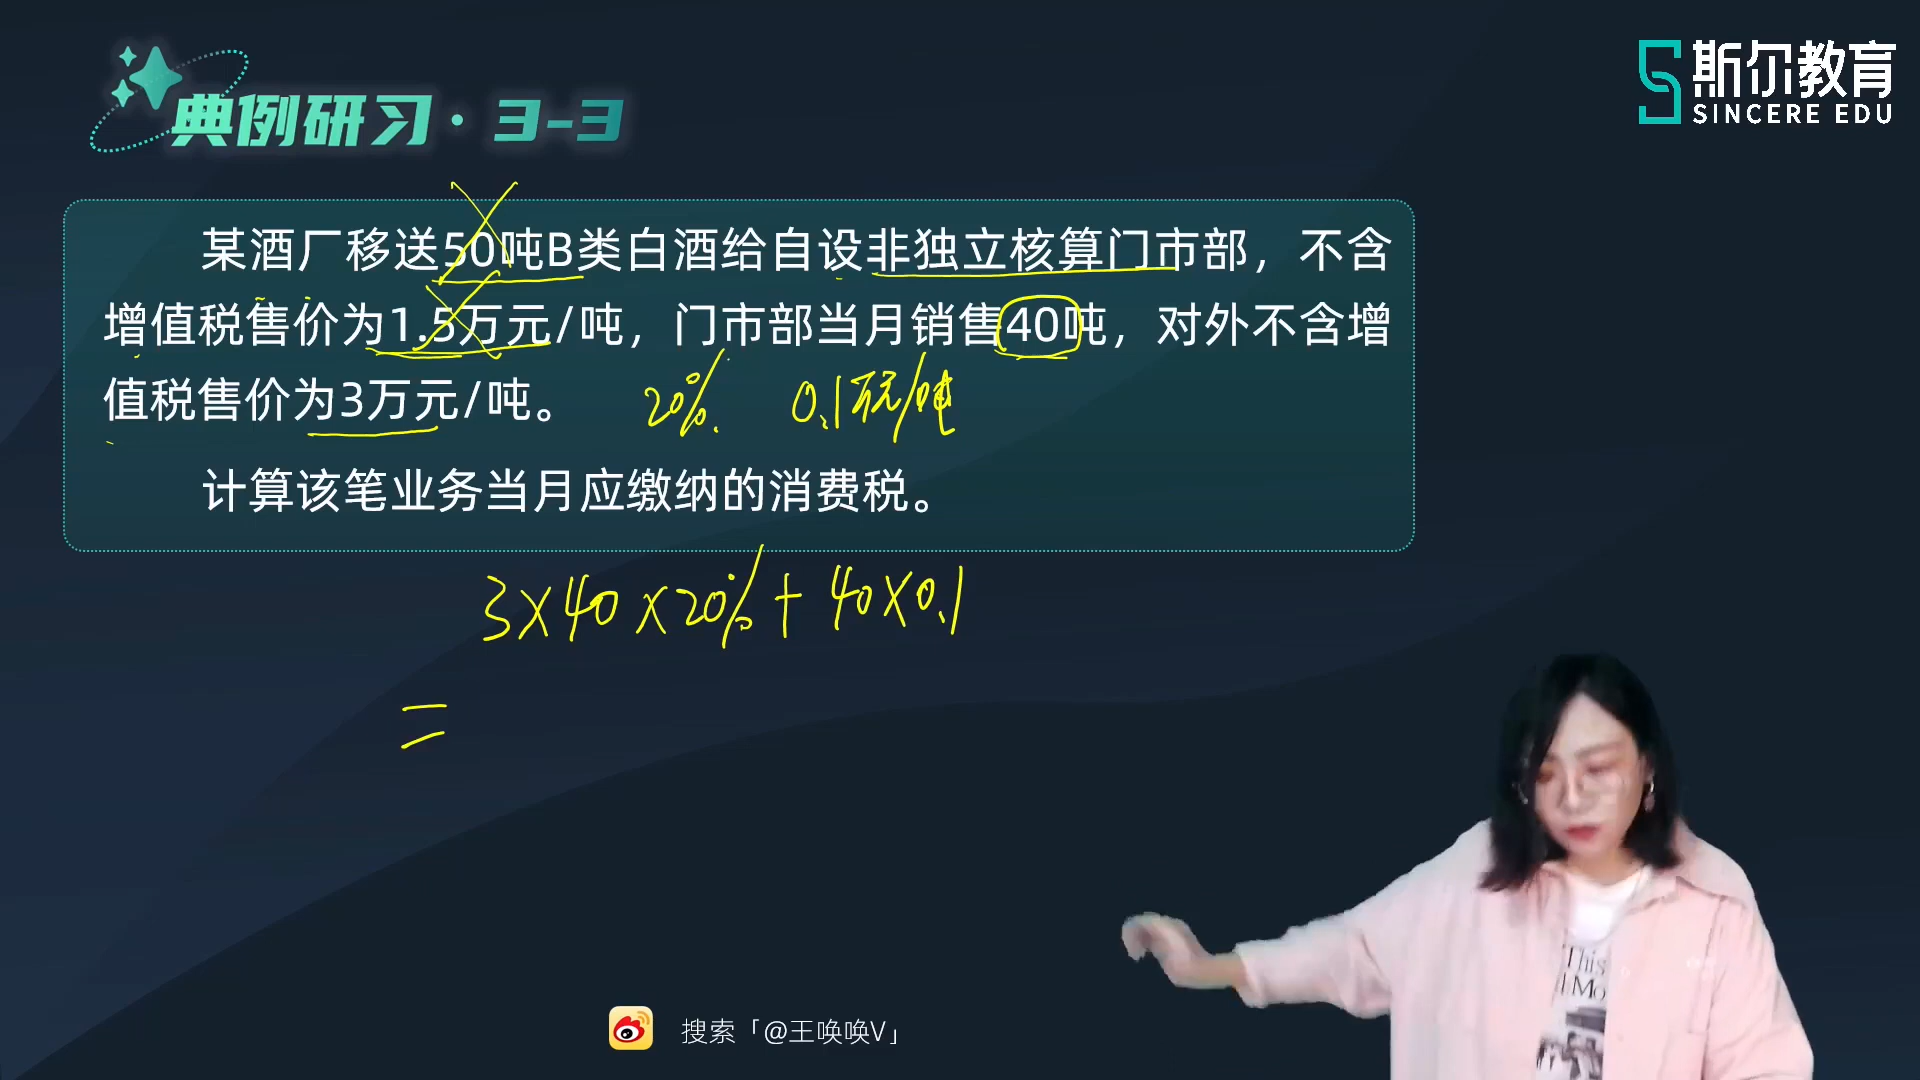 典例研习·3-3
斯尔教育
SINCERE EDU
某酒厂移送50吨B类白酒给自设非独立核算门市部，不含
增值税售价为1.5万元/吨，门市部当月销售40吨，对外不含增
值税售价为3万元/吨。 20% 0.1万元/吨
计算该笔业务当月应缴纳的消费税。
3×40×20%+40×0.1
=
This
Mo
搜索「@王唤唤V」